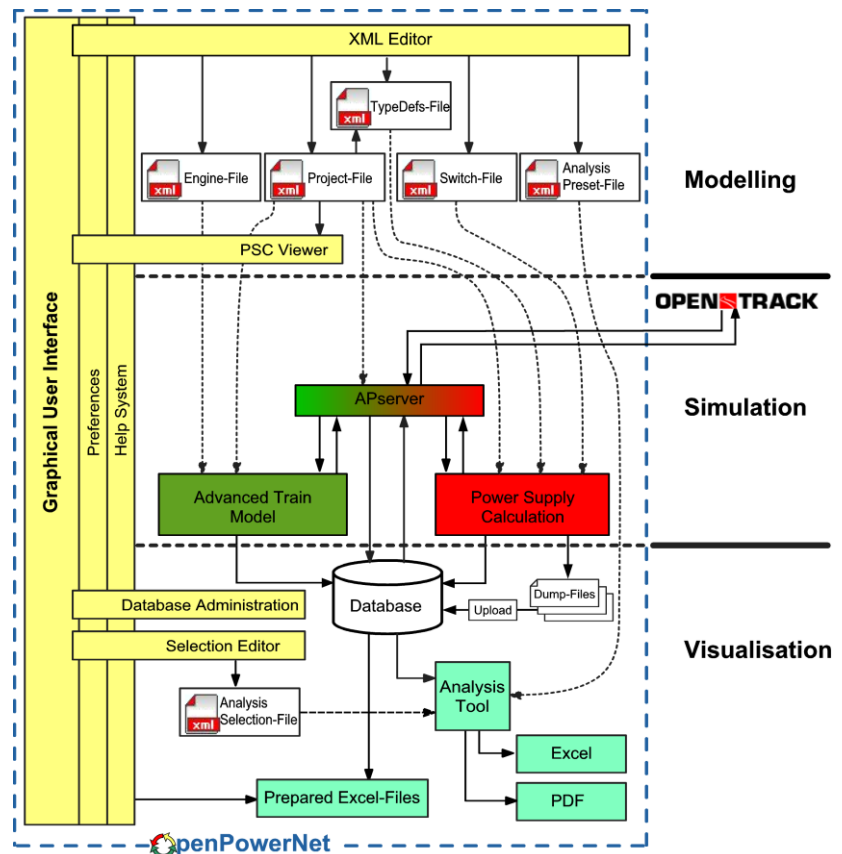 XML Editor
xml
TypeDefs-File
xml
Engine-File
xml
Project-File
xml
Switch-File
xml
Analysis
Preset-File
Modelling
PSC Viewer
OPEN TRACK
Graphical User Interface
Preferences
Help System
APserver
Simulation
Advanced Train
Model
Power Supply
Calculation
Database
Upload
Dump-Files
Database Administration
Selection Editor
Visualisation
xml
Analysis
Selection-File
Analysis
Tool
Excel
Prepared Excel-Files
PDF
OpenPowerNet